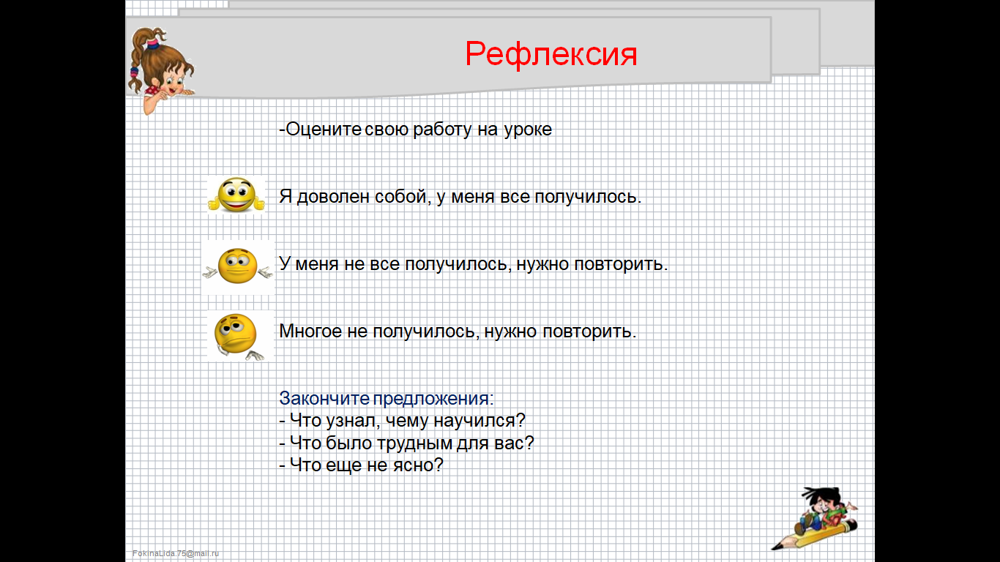 Рефлексия
-Оцените свою работу на уроке
Я доволен собой, у меня все получилось.
У меня не все получилось, нужно повторить.
Многое не получилось, нужно повторить.
Закончите предложения:
- Что узнал, чему научился?
- Что было трудным для вас?
- Что еще не ясно?
FokinaLida.75@mail.ru